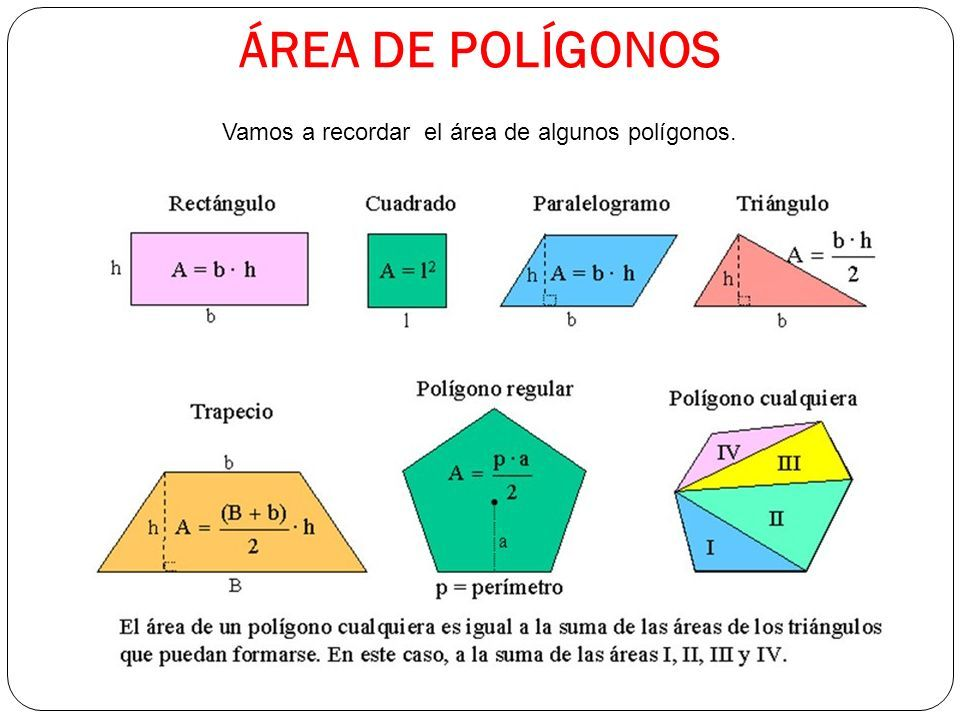 ÁREA DE POLÍGONOS
Vamos a recordar el área de algunos polígonos.
Rectángulo
Cuadrado
Paralelogramo
Triángulo
h
A = b · h
b
A = l²
l
h
A = b · h
b
h
A = b · h / 2
b
Trapecio
Polígono regular
Polígono cualquiera
b
h
A = (B + b) / 2 · h
B
A = p · a / 2
a
p = perímetro
IV
III
II
I
El área de un polígono cualquiera es igual a la suma de las áreas de los triángulos
que puedan formarse. En este caso, a la suma de las áreas I, II, III y IV.